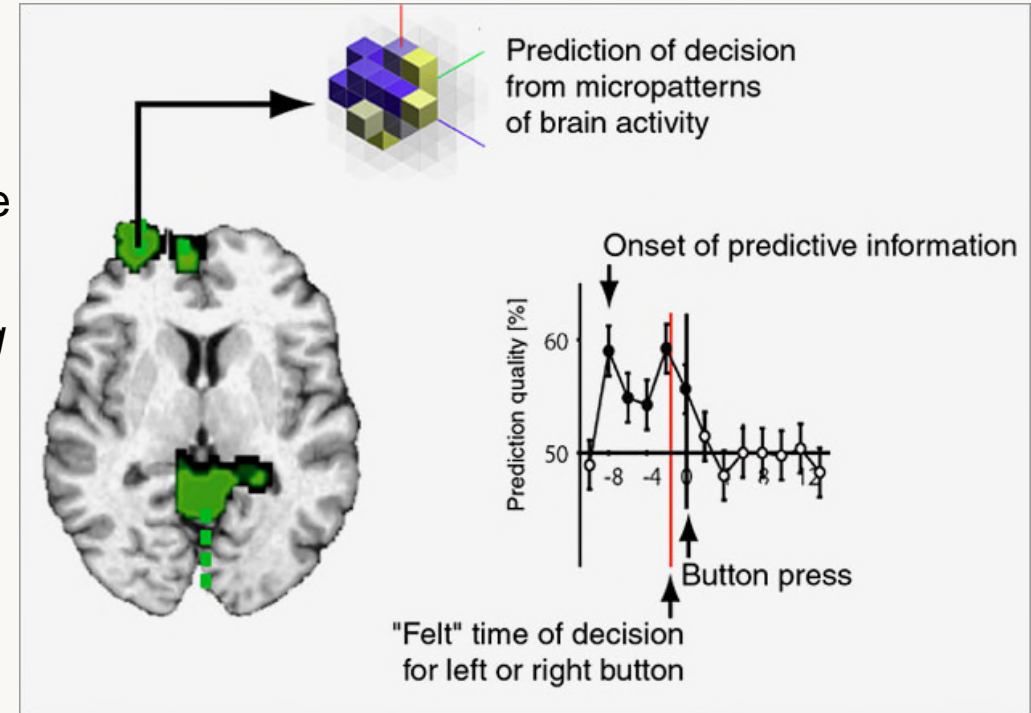 Prediction of decision
from micropatterns
of brain activity
e
Onset of predictive information
Prediction quality [%]
60
50
-8 -4 0 8 12
Button press
"Felt" time of decision
for left or right button